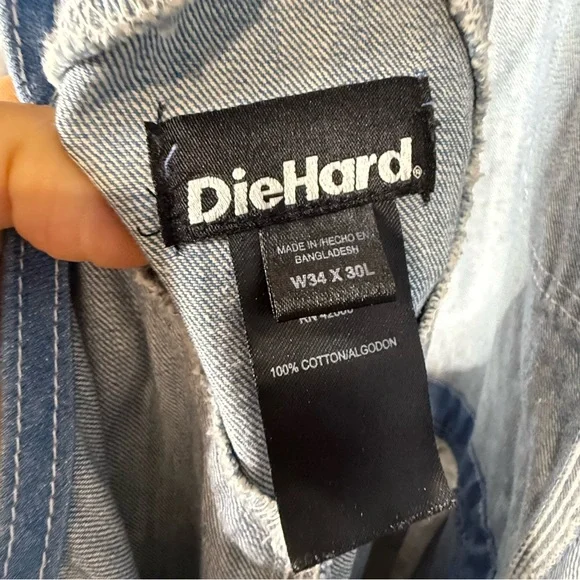 DieHard®
MADE IN /HECHO EN
BANGLADESH
W34 X 30L
100% COTTON/ALGODON